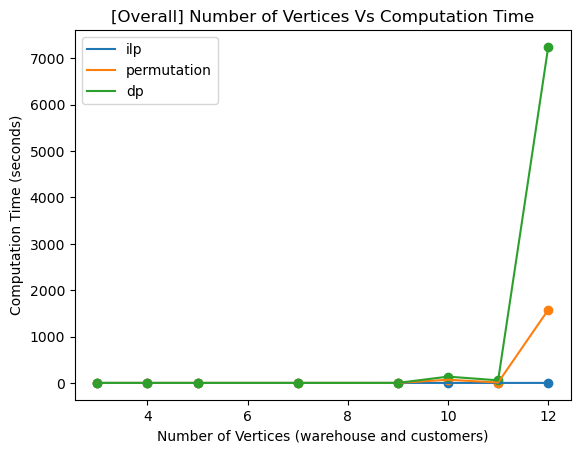 [Overall] Number of Vertices Vs Computation Time
ilp
permutation
dp
7000
6000
5000
4000
3000
2000
1000
0
Computation Time (seconds)
4
6
8
10
12
Number of Vertices (warehouse and customers)